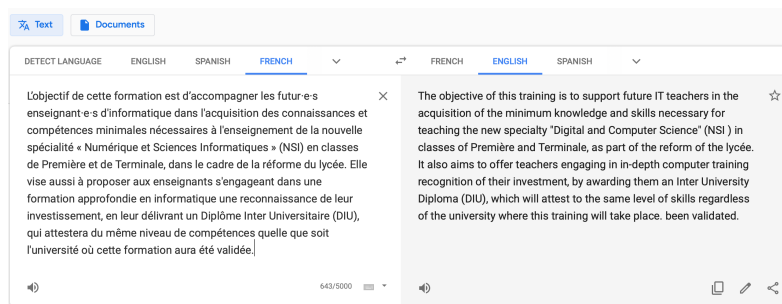 Text
Documents
DETECT LANGUAGE ENGLISH SPANISH FRENCH
FRENCH ENGLISH SPANISH
L'objectif de cette formation est d'accompagner les futur·e·s
enseignant·e·s d'informatique dans l'acquisition des connaissances et
compétences minimales nécessaires à l'enseignement de la nouvelle
spécialité « Numérique et Sciences Informatiques » (NSI) en classes
de Première et de Terminale, dans le cadre de la réforme du lycée. Elle
vise aussi à proposer aux enseignants s'engageant dans une
formation approfondie en informatique une reconnaissance de leur
investissement, en leur délivrant un Diplôme Inter Universitaire (DIU),
qui attestera du même niveau de compétences quelle que soit
l'université où cette formation aura été validée.
643/5000
The objective of this training is to support future IT teachers in the
acquisition of the minimum knowledge and skills necessary for
teaching the new specialty "Digital and Computer Science" (NSI ) in
classes of Première and Terminale, as part of the reform of the lycée.
It also aims to offer teachers engaging in in-depth computer training
recognition of their investment, by awarding them an Inter University
Diploma (DIU), which will attest to the same level of skills regardless
of the university where this training will take place. been validated.